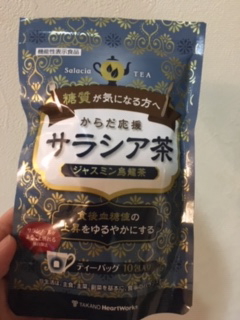 機能性表示食品
Salacia
TEA
糖質が気になる方へ
からだ応援
サラシア茶
ジャスミン烏龍茶
食後血糖値の
上昇をゆるやかにする
ティーバッグ 10包
TAKANO HeartWorks